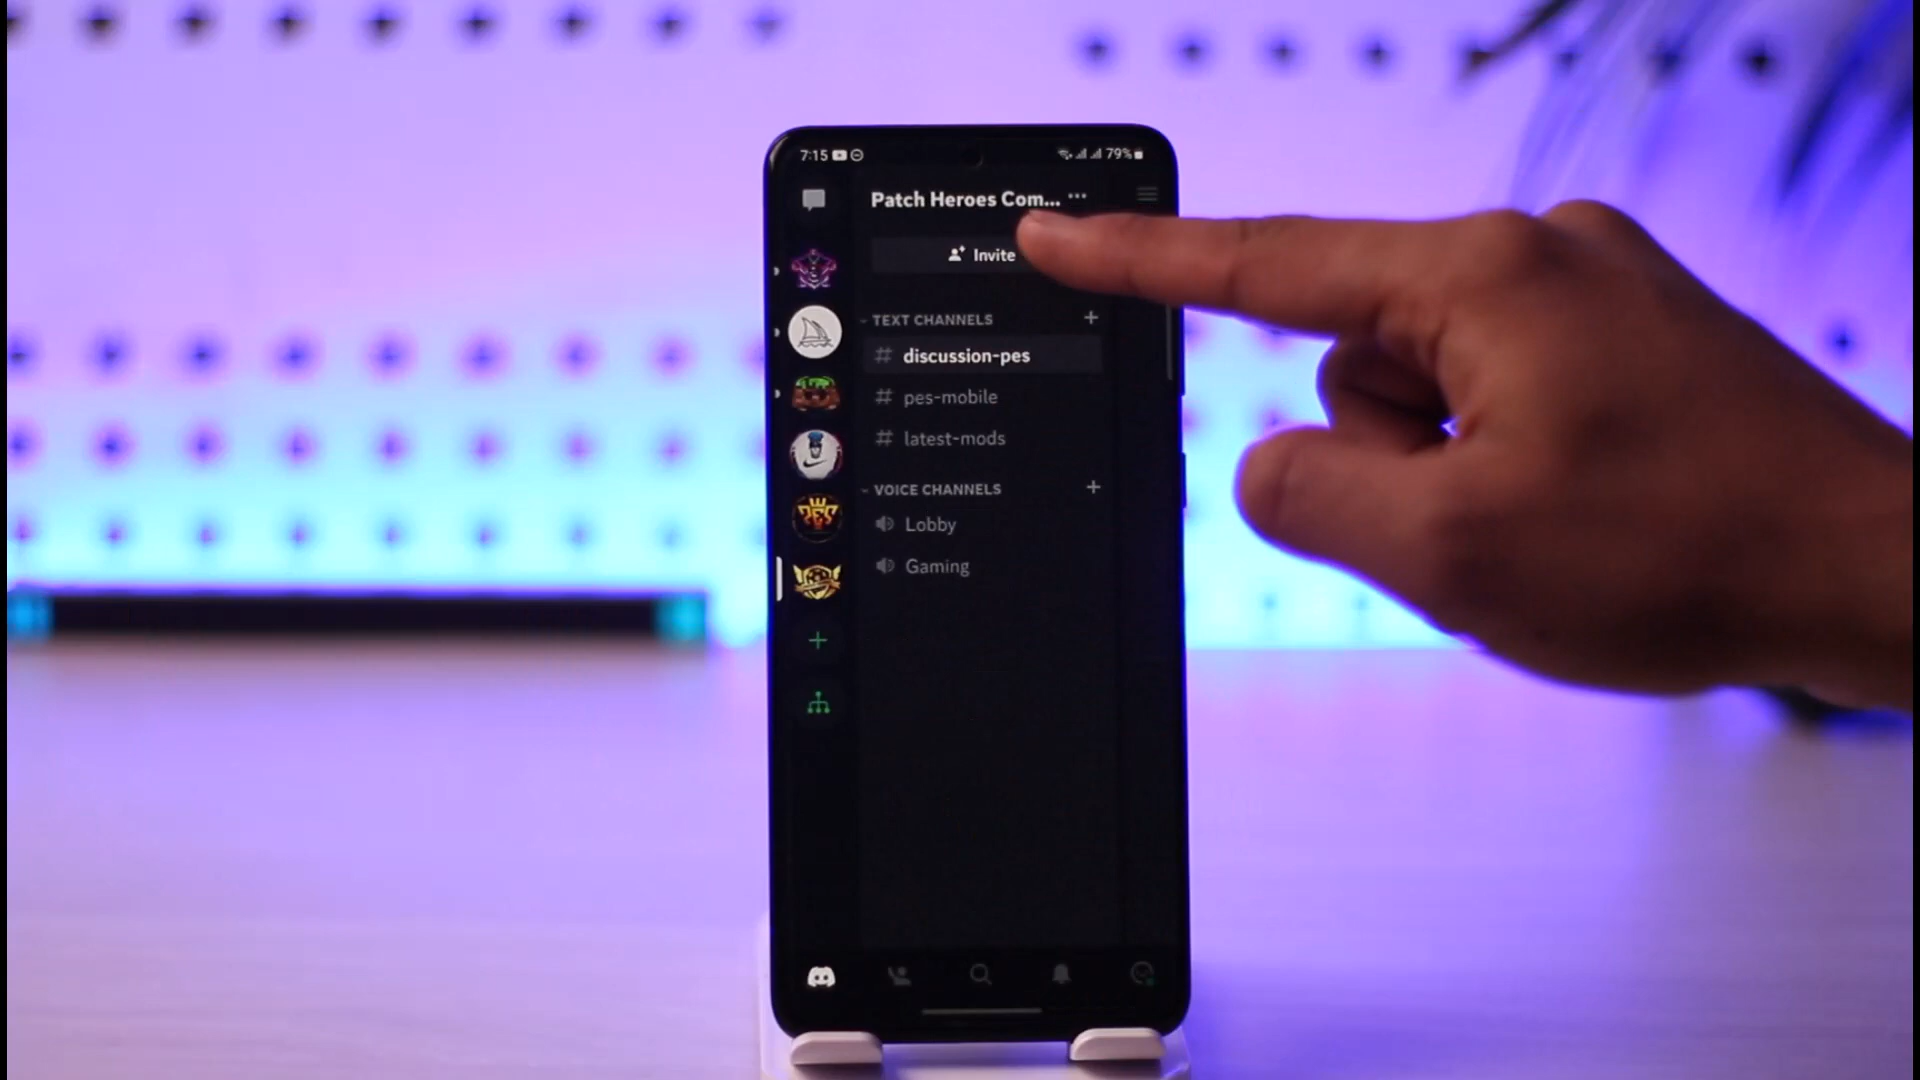 7:15
79%
Patch Heroes Com... ...
Invite
TEXT CHANNELS
# discussion-pes
# pes-mobile
# latest-mods
VOICE CHANNELS
Lobby
Gaming